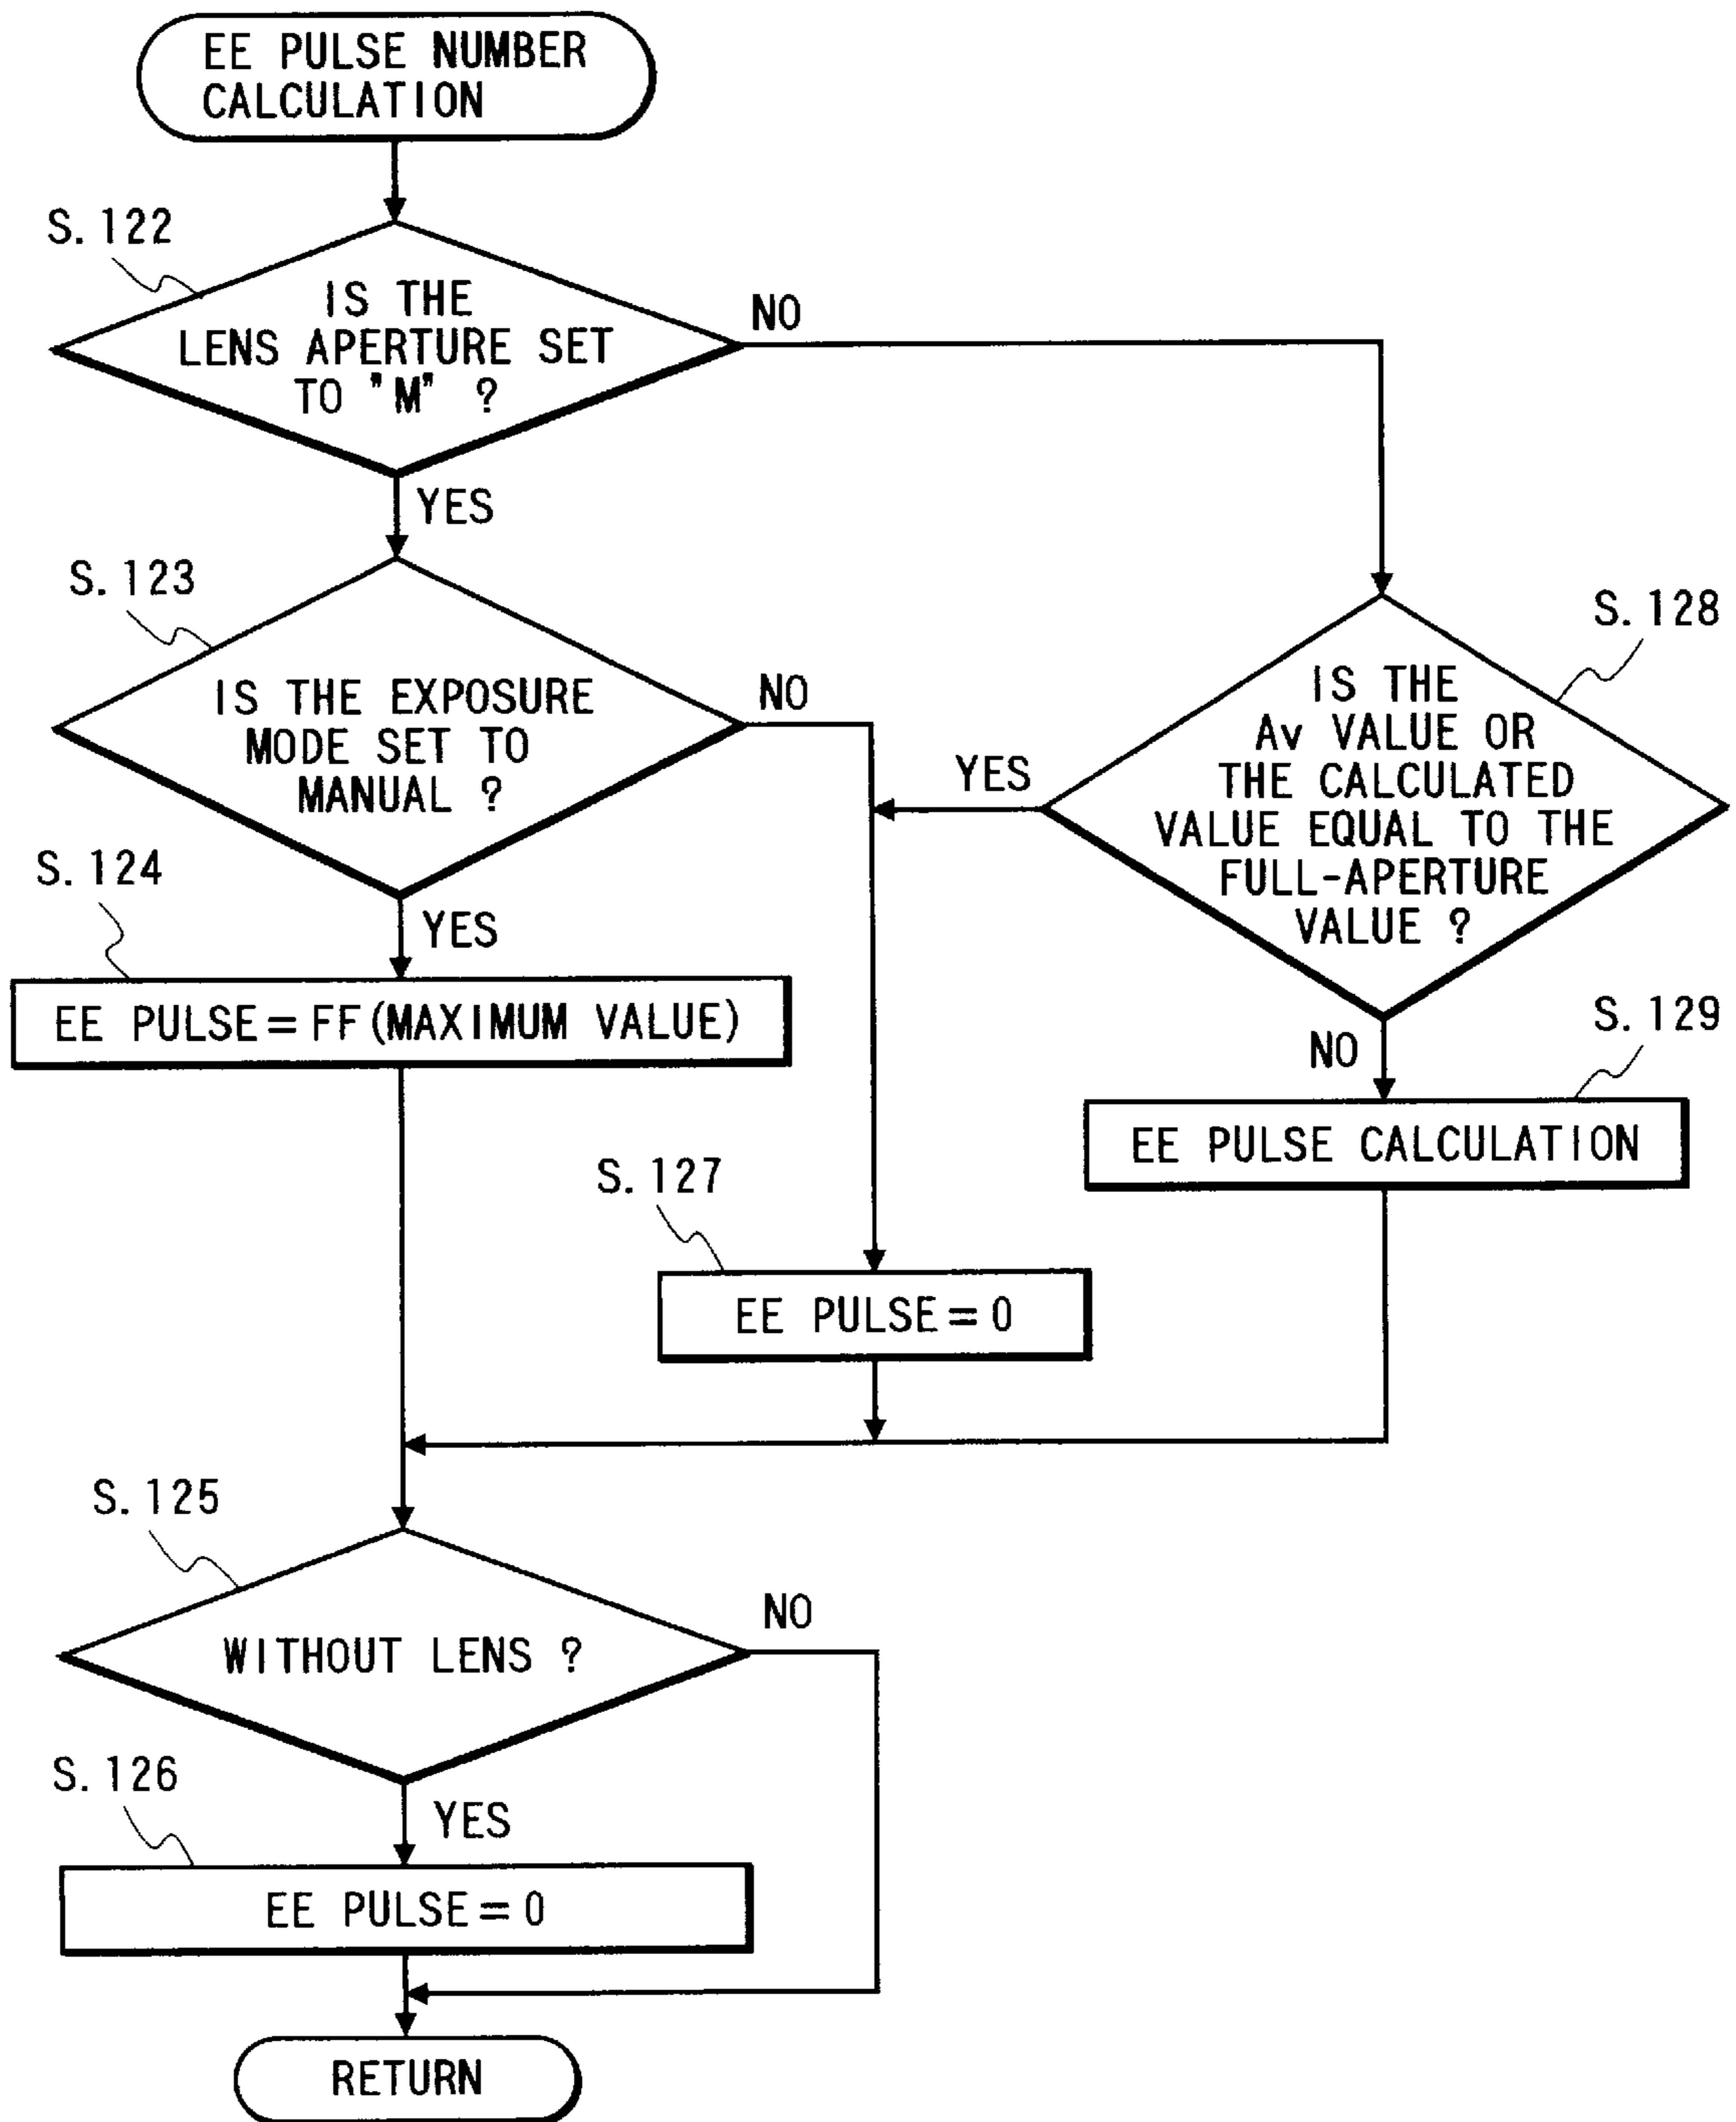 EE PULSE NUMBER
CALCULATION
S. 122
IS THE
LENS APERTURE SET
TO "M" ?
NO
YES
S. 123
IS THE EXPOSURE
MODE SET TO
MANUAL ?
NO
YES
S. 128
IS THE
Av VALUE OR
THE CALCULATED
VALUE EQUAL TO THE
FULL-APERTURE
VALUE ?
YES
NO
S. 124
EE PULSE = FF (MAXIMUM VALUE)
S. 129
EE PULSE CALCULATION
S. 127
EE PULSE = 0
S. 125
WITHOUT LENS ?
NO
YES
S. 126
EE PULSE = 0
RETURN